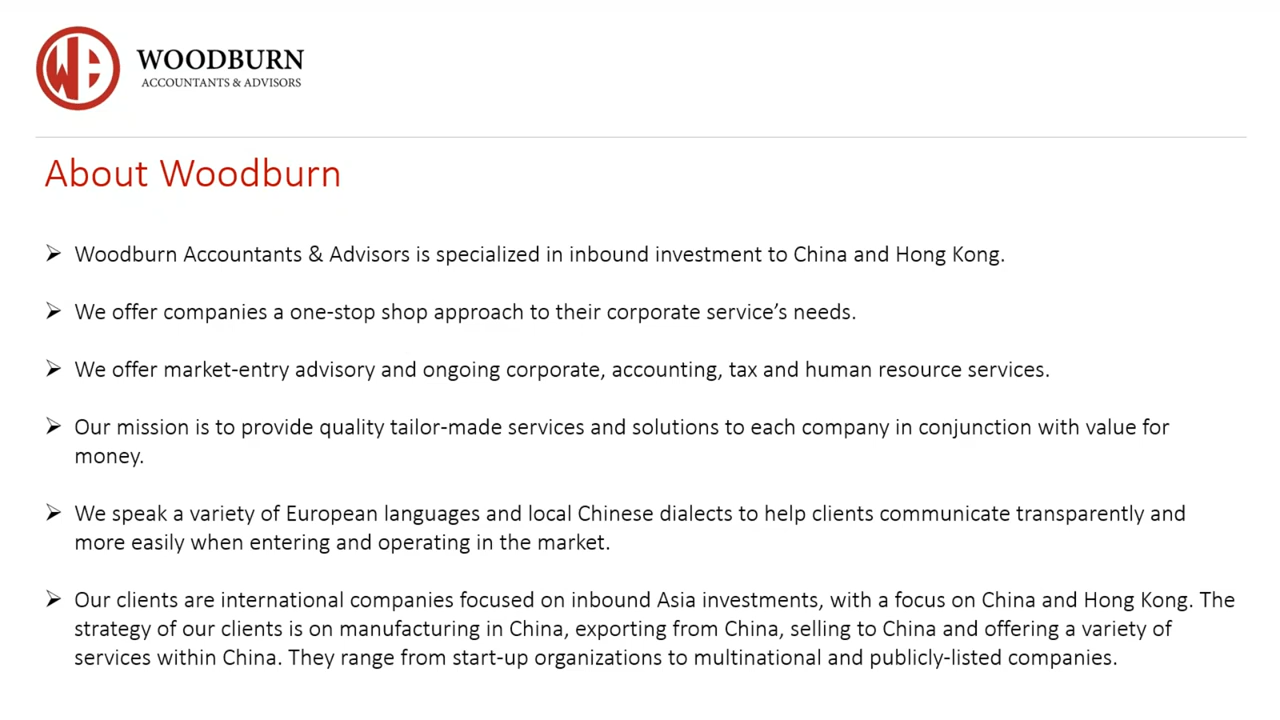 WOODBURN
ACCOUNTANTS & ADVISORS
About Woodburn
Woodburn Accountants & Advisors is specialized in inbound investment to China and Hong Kong.
We offer companies a one-stop shop approach to their corporate service’s needs.
We offer market-entry advisory and ongoing corporate, accounting, tax and human resource services.
Our mission is to provide quality tailor-made services and solutions to each company in conjunction with value for
money.
We speak a variety of European languages and local Chinese dialects to help clients communicate transparently and
more easily when entering and operating in the market.
Our clients are international companies focused on inbound Asia investments, with a focus on China and Hong Kong. The
strategy of our clients is on manufacturing in China, exporting from China, selling to China and offering a variety of
services within China. They range from start-up organizations to multinational and publicly-listed companies.